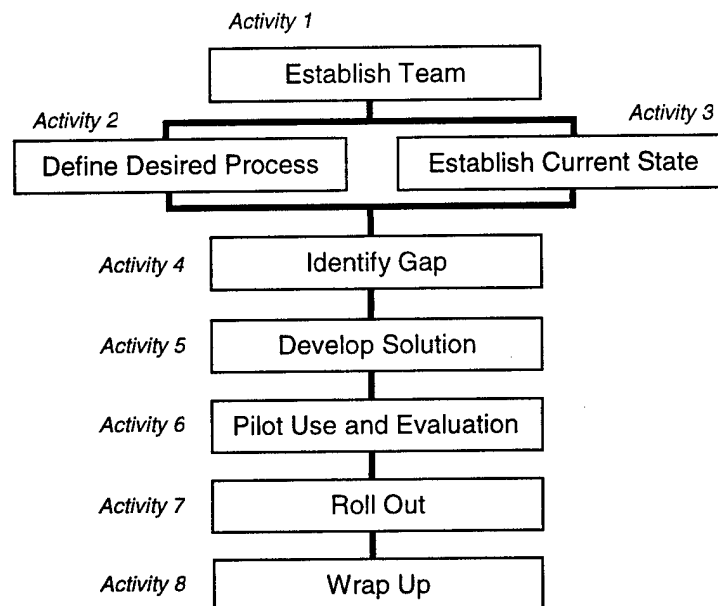 Activity 1
Establish Team
Activity 2
Activity 3
Define Desired Process
Establish Current State
Activity 4
Identify Gap
Activity 5
Develop Solution
Activity 6
Pilot Use and Evaluation
Activity 7
Roll Out
Activity 8
Wrap Up